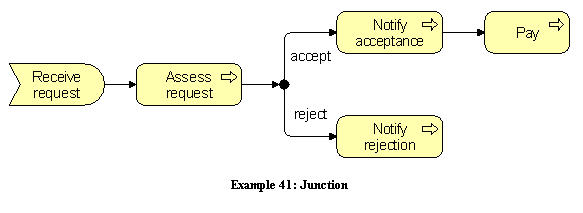 Receive
request
Assess
request
accept
Notify
acceptance
Pay
reject
Notify
rejection
Example 41: Junction